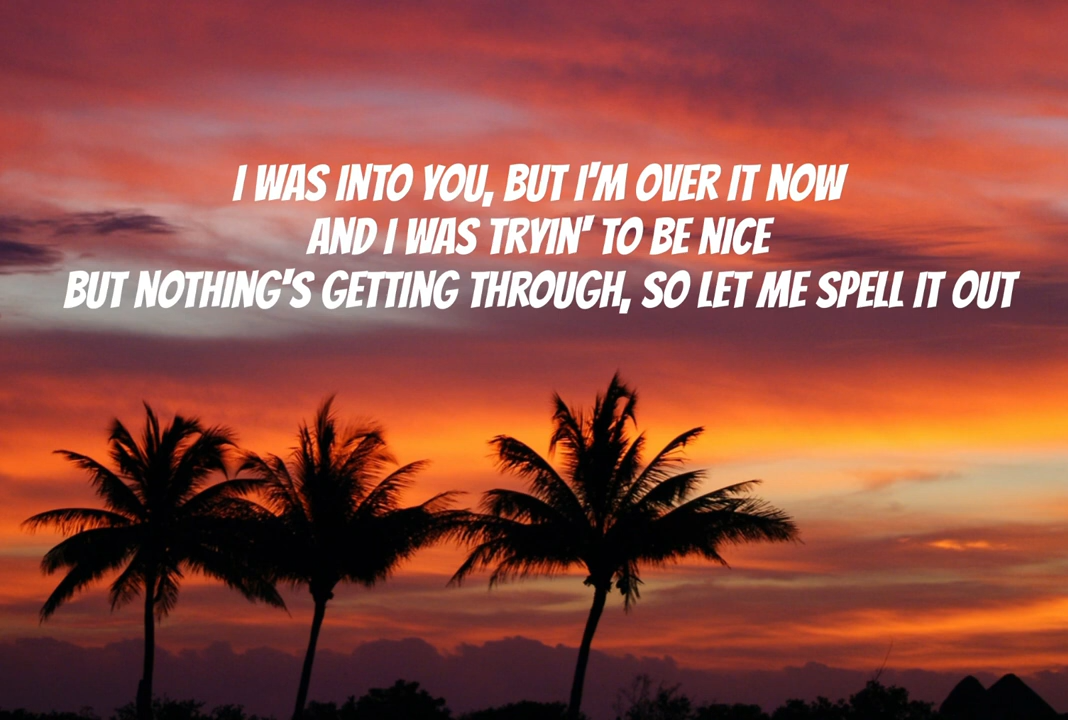 I WAS INTO YOU, BUT I'M OVER IT NOW
AND I WAS TRYIN' TO BE NICE
BUT NOTHING'S GETTING THROUGH, SO LET ME SPELL IT OUT